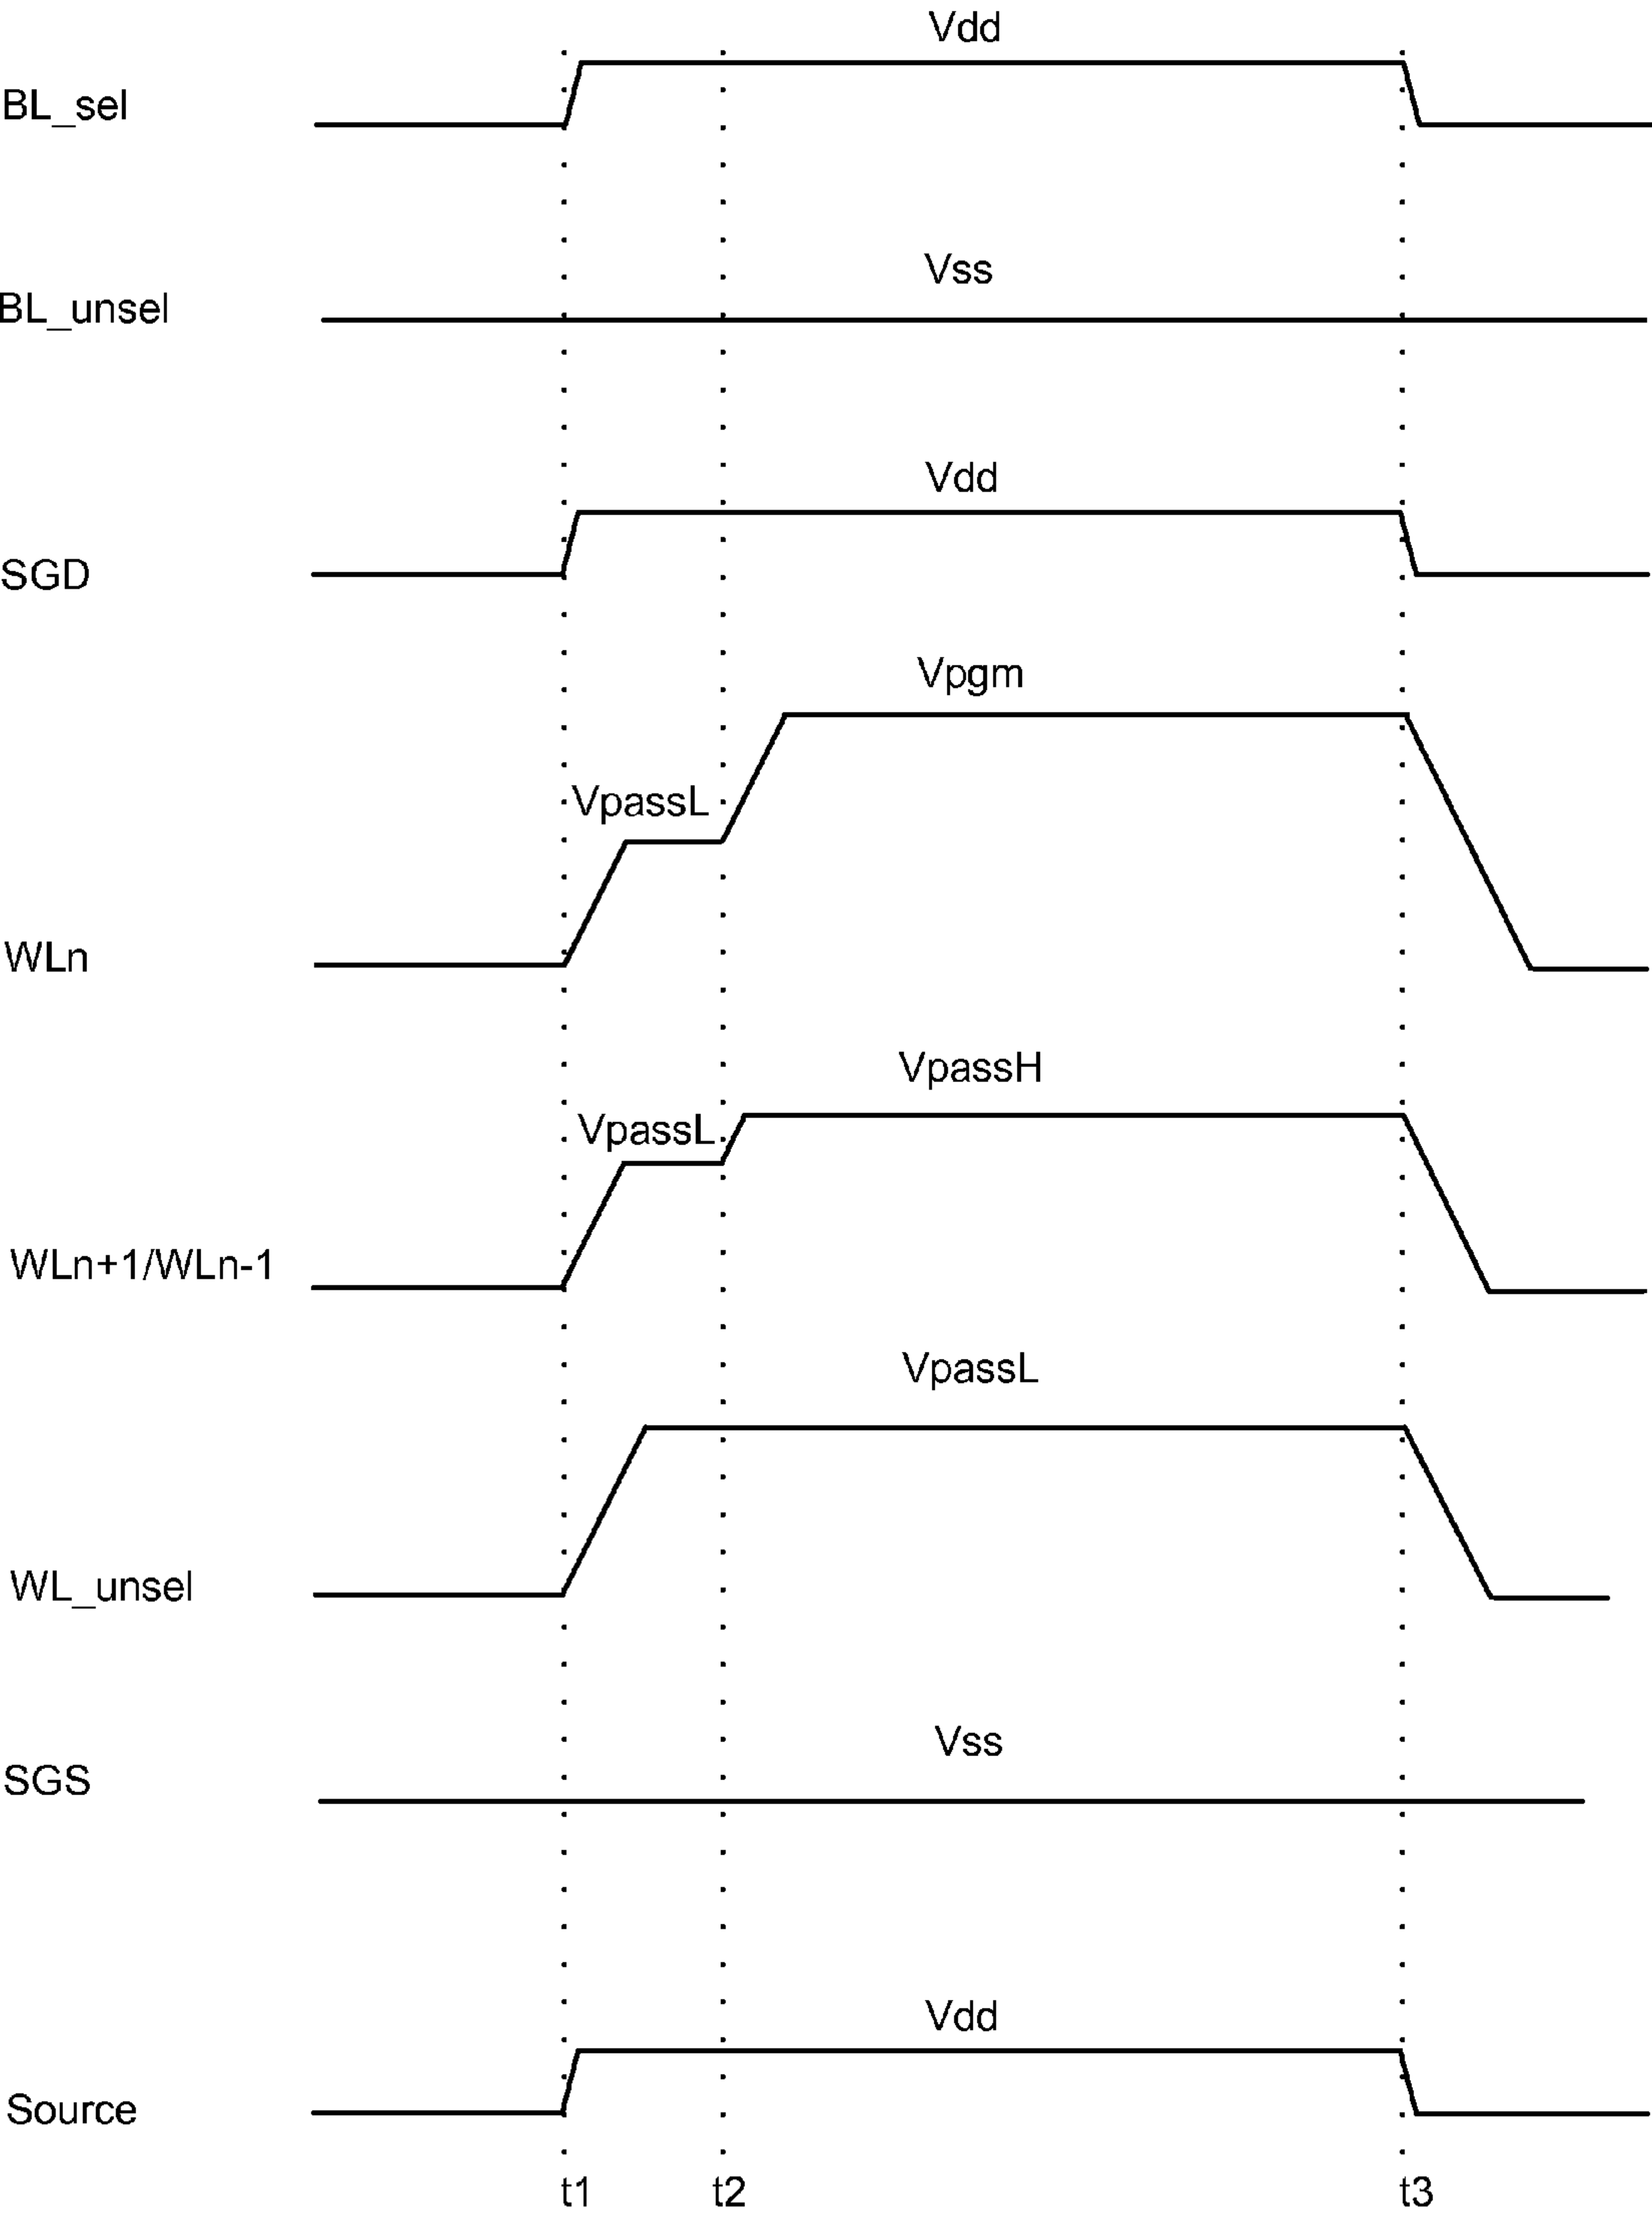 Vdd
BL_sel
Vss
BL_unsel
Vdd
SGD
Vpgm
VpassL
WLn
VpassH
VpassL
WLn+1/WLn-1
VpassL
WL_unsel
Vss
SGS
Vdd
Source
t1 t2 t3